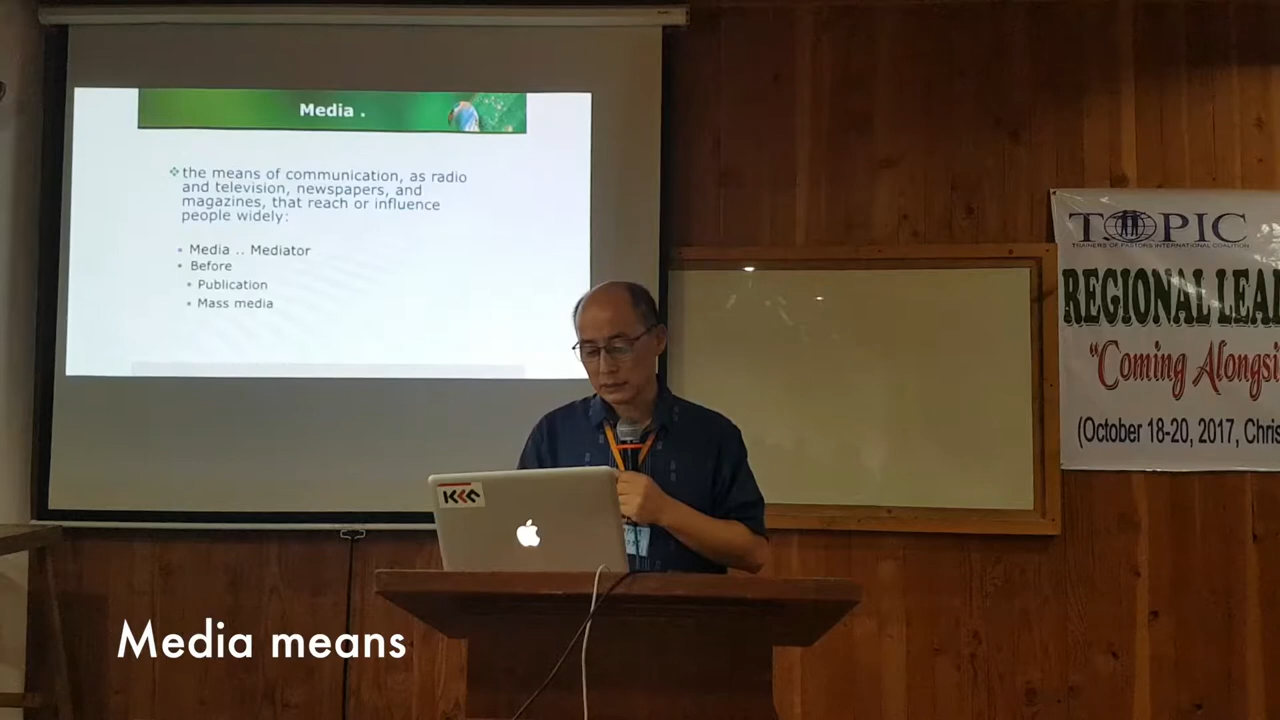 Media .
the means of communication, as radio
and television, newspapers, and
magazines, that reach or influence
people widely:
Media .. Mediator
Before
Publication
Mass media
TOPIC
TRAINERS OF PASTORS INTERNATIONAL COALITION
REGIONAL LEA
"Coming Alongsi
(October 18-20, 2017, Chris
Media means